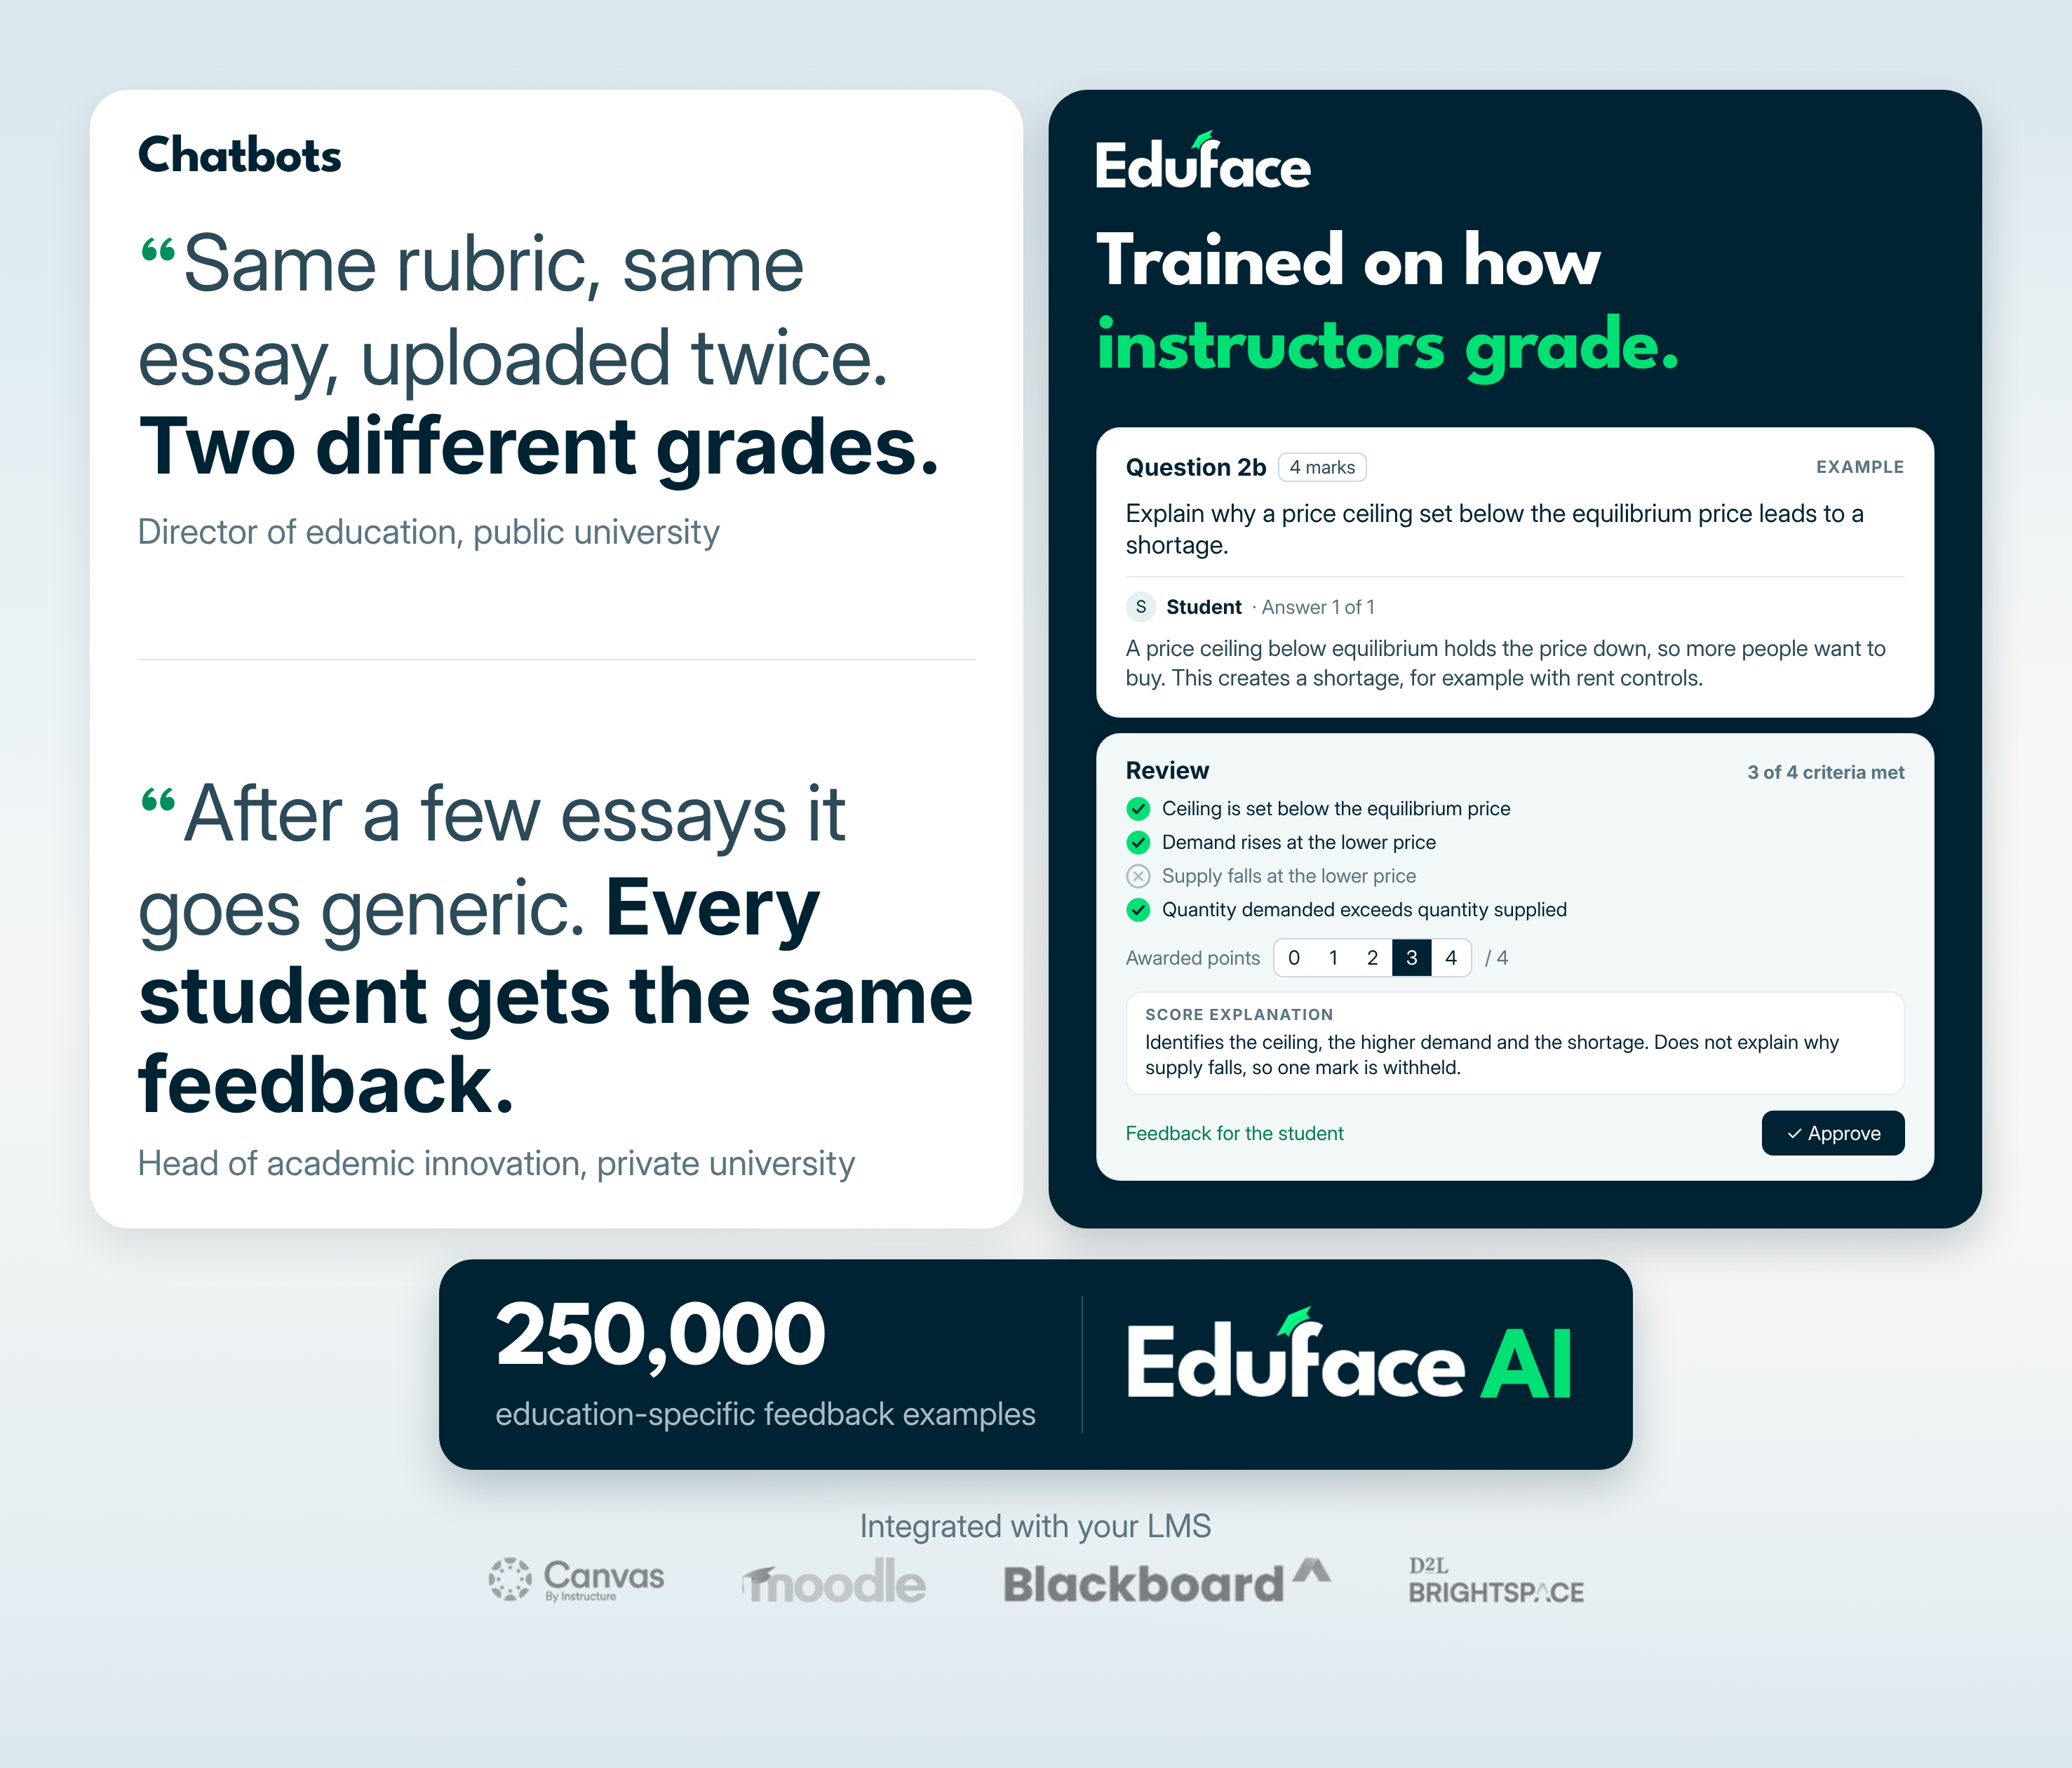 Chatbots
“Same rubric, same
essay, uploaded twice.
Two different grades.
Director of education, public university
“After a few essays it
goes generic. Every
student gets the same
feedback.
Head of academic innovation, private university
Eduface
Trained on how
instructors grade.
Question 2b 4 marks EXAMPLE
Explain why a price ceiling set below the equilibrium price leads to a
shortage.
S Student · Answer 1 of 1
A price ceiling below equilibrium holds the price down, so more people want to
buy. This creates a shortage, for example with rent controls.
Review 3 of 4 criteria met
Ceiling is set below the equilibrium price
Demand rises at the lower price
Supply falls at the lower price
Quantity demanded exceeds quantity supplied
Awarded points 0 1 2 3 4 / 4
SCORE EXPLANATION
Identifies the ceiling, the higher demand and the shortage. Does not explain why
supply falls, so one mark is withheld.
Feedback for the student ✓ Approve
250,000
education-specific feedback examples
Eduface AI
Integrated with your LMS
Canvas
By Instructure
moodle
Blackboard
D2L
BRIGHTSPACE